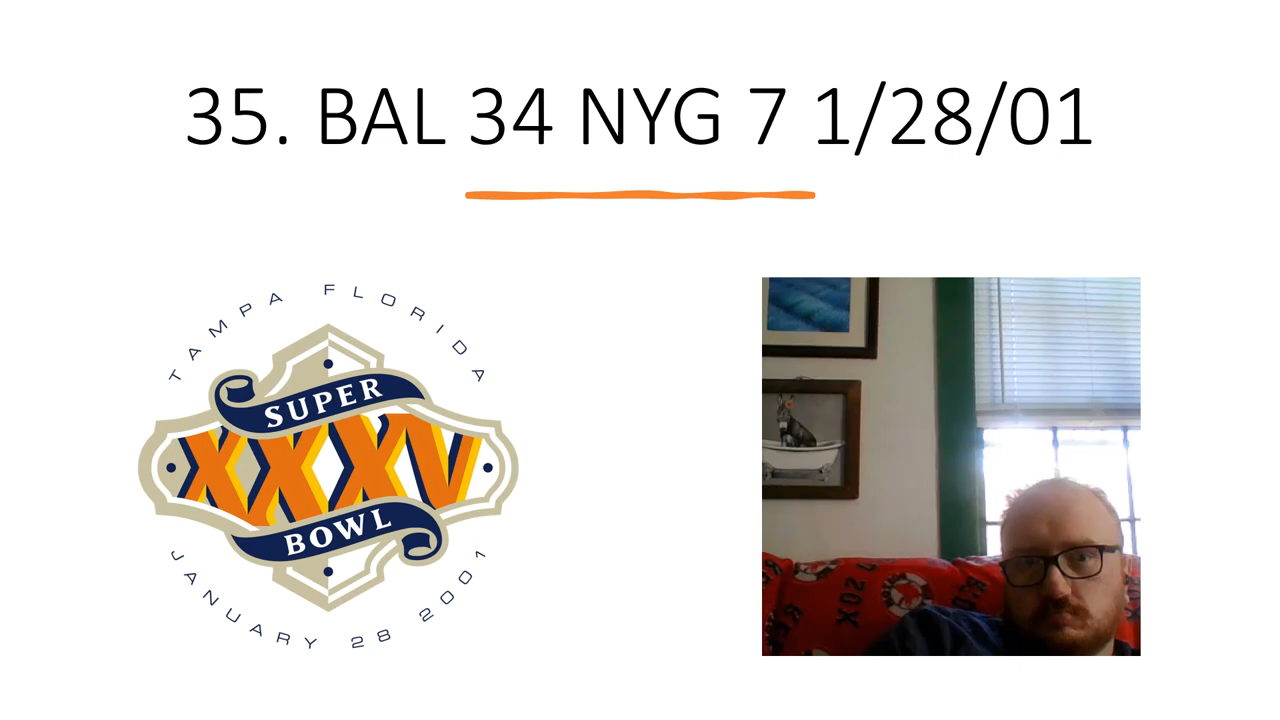 35. BAL 34 NYG 7 1/28/01
TAMPA FLORIDA
SUPER
XXXV
BOWL
JANUARY 28 2001